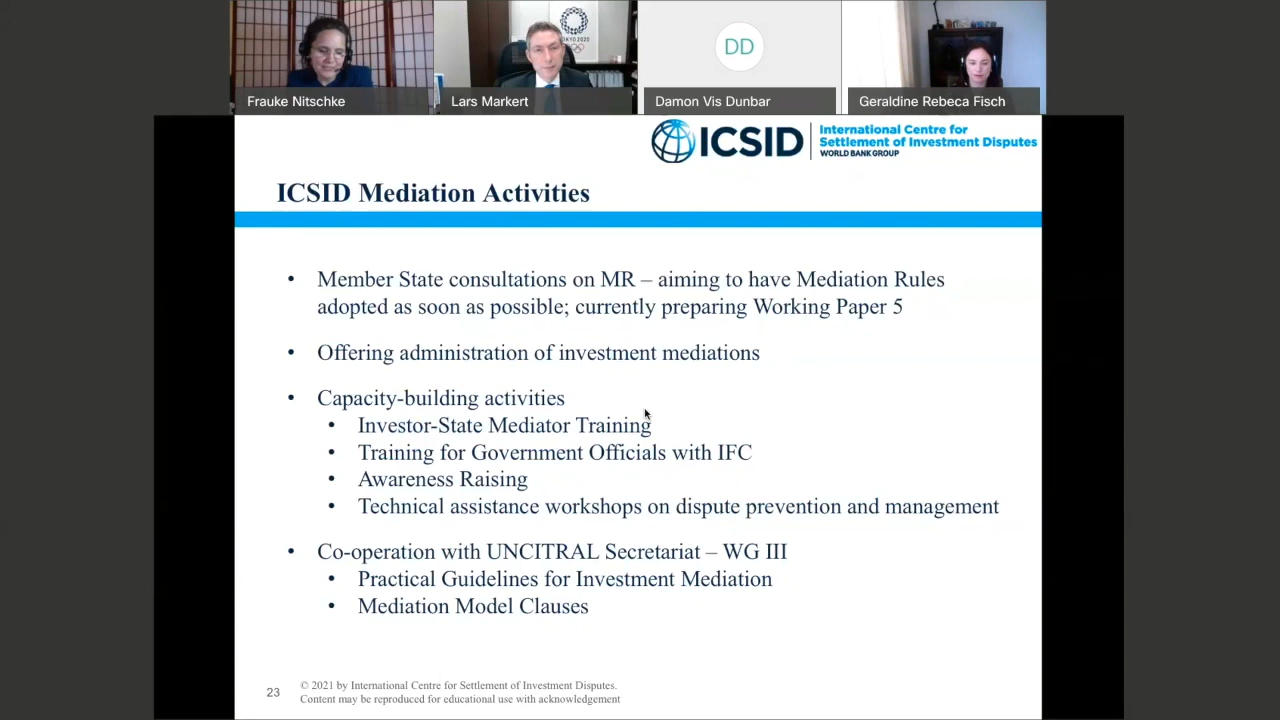 TOKYO 2020
DD
Frauke Nitschke
Lars Markert
Damon Vis Dunbar
Geraldine Rebeca Fisch
ICSID
International Centre for
Settlement of Investment Disputes
WORLD BANK GROUP
ICSID Mediation Activities
• Member State consultations on MR – aiming to have Mediation Rules
adopted as soon as possible; currently preparing Working Paper 5
• Offering administration of investment mediations
• Capacity-building activities
• Investor-State Mediator Training
• Training for Government Officials with IFC
• Awareness Raising
• Technical assistance workshops on dispute prevention and management
• Co-operation with UNCITRAL Secretariat – WG III
• Practical Guidelines for Investment Mediation
• Mediation Model Clauses
23
© 2021 by International Centre for Settlement of Investment Disputes.
Content may be reproduced for educational use with acknowledgement